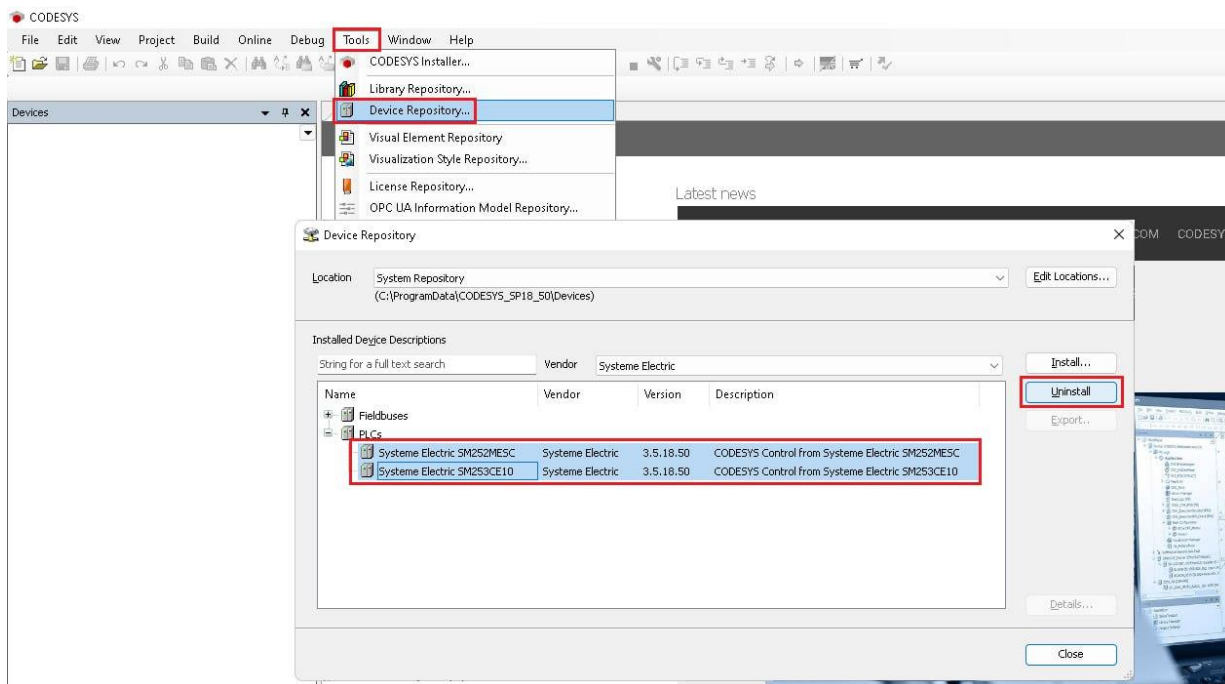 CODESYS
File Edit View Project Build Online Debug Tools Window Help
CODESYS Installer...
Library Repository...
Devices
Device Repository...
Visual Element Repository
Visualization Style Repository...
License Repository...
OPC UA Information Model Repository...
Latest news
Device Repository
COM CODESY
Location System Repository Edit Locations...
(C:\ProgramData\CODESYS_SP18_50\Devices)
Installed Device Descriptions
String for a full text search Vendor Systeme Electric Install...
Name Vendor Version Description Uninstall
Fieldbuses Export...
PLCs
Systeme Electric SM252MESC Systeme Electric 3.5.18.50 CODESYS Control from Systeme Electric SM252MESC
Systeme Electric SM253CE10 Systeme Electric 3.5.18.50 CODESYS Control from Systeme Electric SM253CE10
Details...
Close